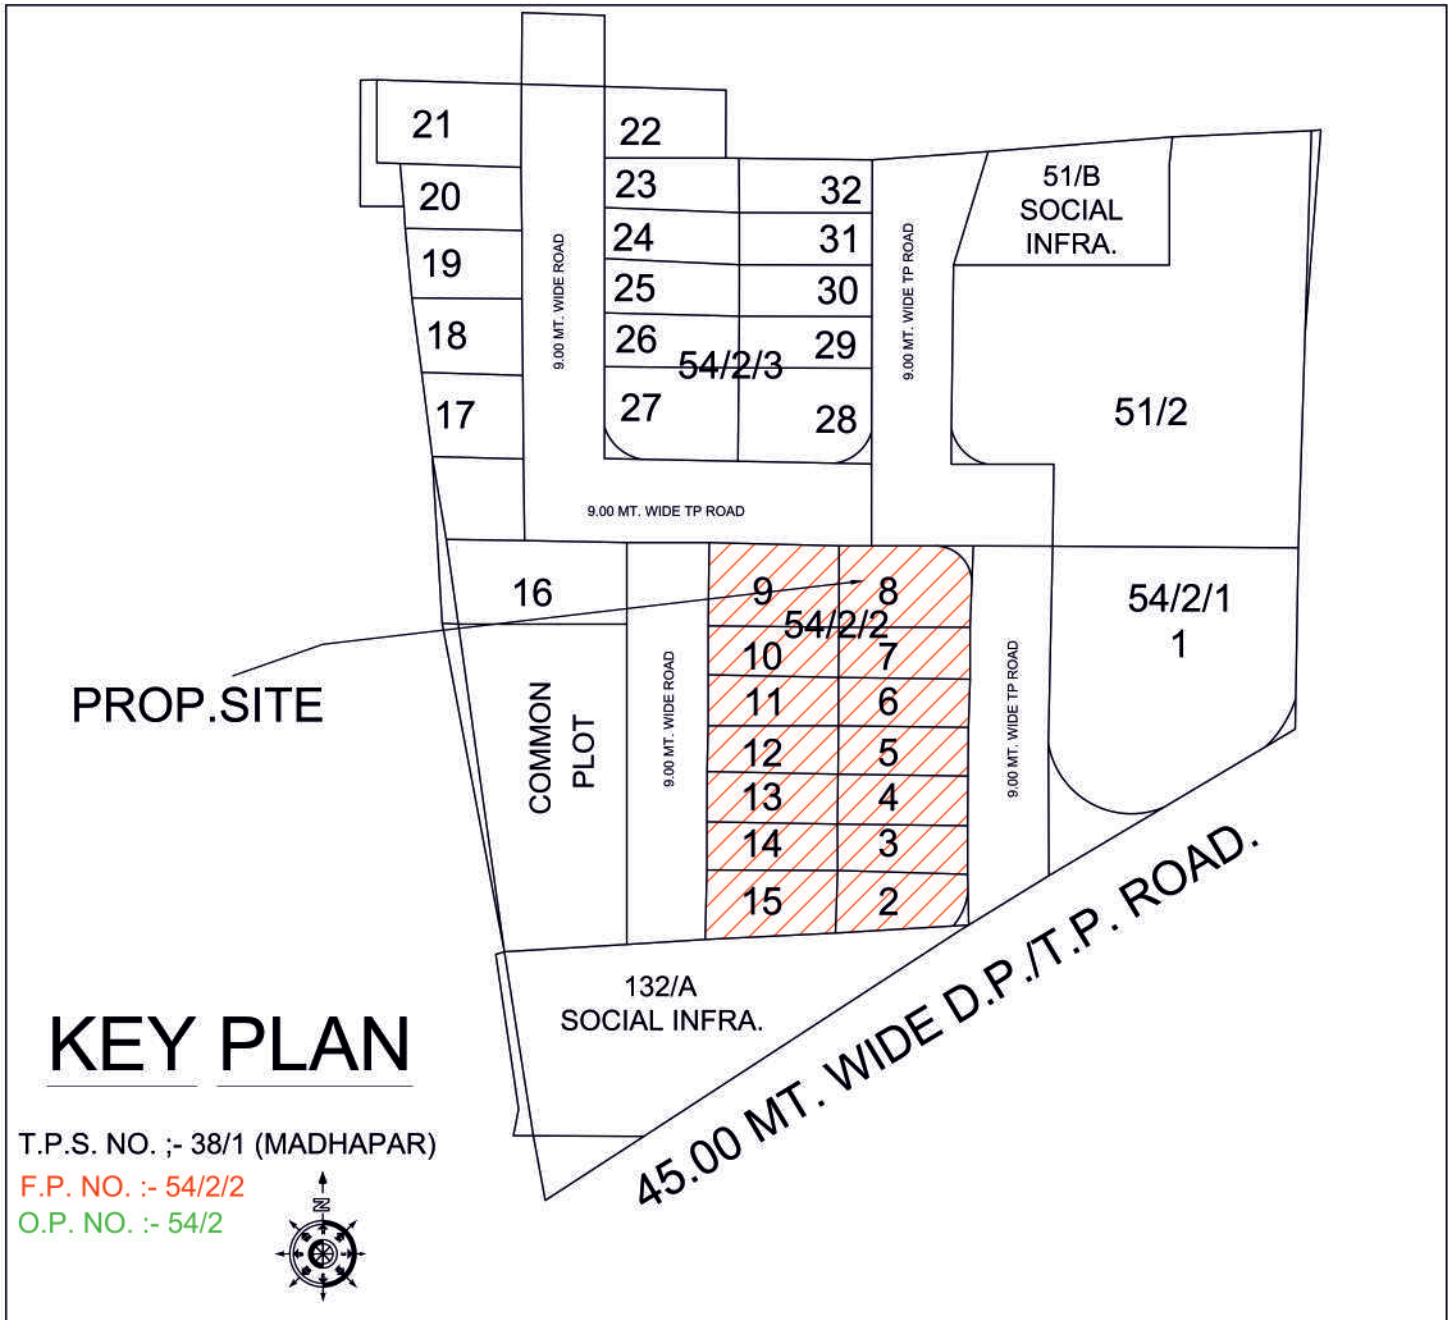 21
22
20
23
32
51/B
SOCIAL
INFRA.
19
24
31
9.00 MT. WIDE ROAD
9.00 MT. WIDE TP ROAD
25
30
18
26
29
54/2/3
17
27
28
51/2
9.00 MT. WIDE TP ROAD
16
9
8
54/2/1
1
54/2/2
10
7
PROP.SITE
COMMON
PLOT
9.00 MT. WIDE ROAD
11
6
9.00 MT. WIDE TP ROAD
12
5
13
4
14
3
15
2
132/A
SOCIAL INFRA.
45.00 MT. WIDE D.P./T.P. ROAD.
KEY PLAN
T.P.S. NO. ;- 38/1 (MADHAPAR)
F.P. NO. :- 54/2/2
O.P. NO. :- 54/2
N